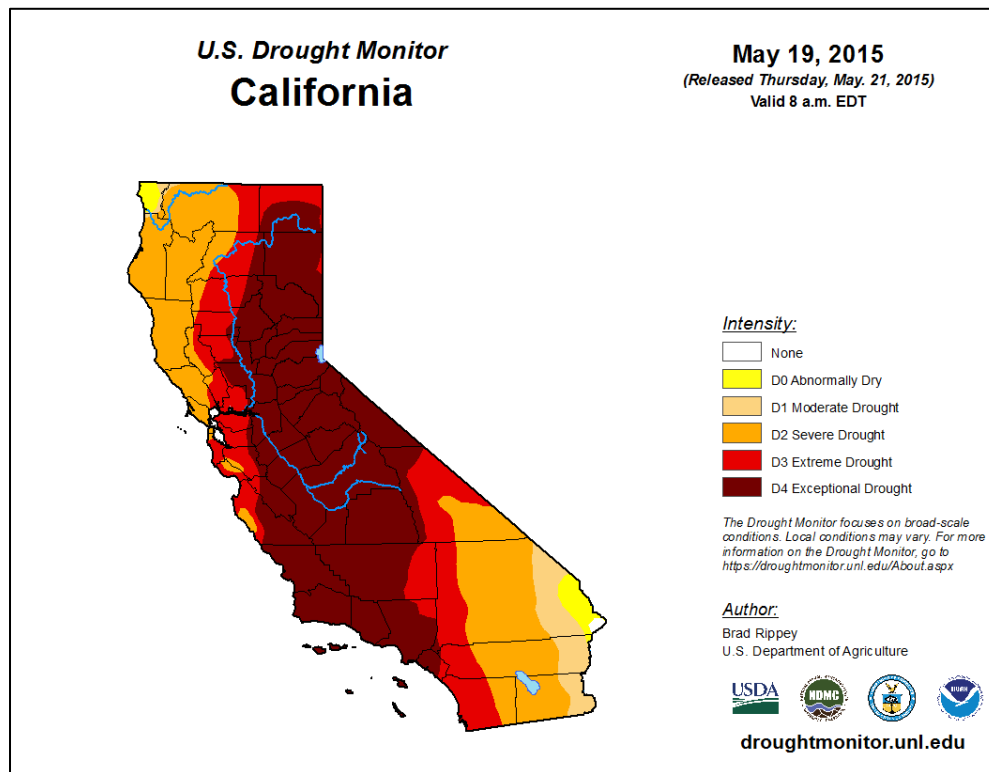 U.S. Drought Monitor
California
May 19, 2015
(Released Thursday, May. 21, 2015)
Valid 8 a.m. EDT
Intensity:
None
D0 Abnormally Dry
D1 Moderate Drought
D2 Severe Drought
D3 Extreme Drought
D4 Exceptional Drought
The Drought Monitor focuses on broad-scale
conditions. Local conditions may vary. For more
information on the Drought Monitor, go to
https://droughtmonitor.unl.edu/About.aspx
Author:
Brad Rippey
U.S. Department of Agriculture
USDA
NDMC
droughtmonitor.unl.edu